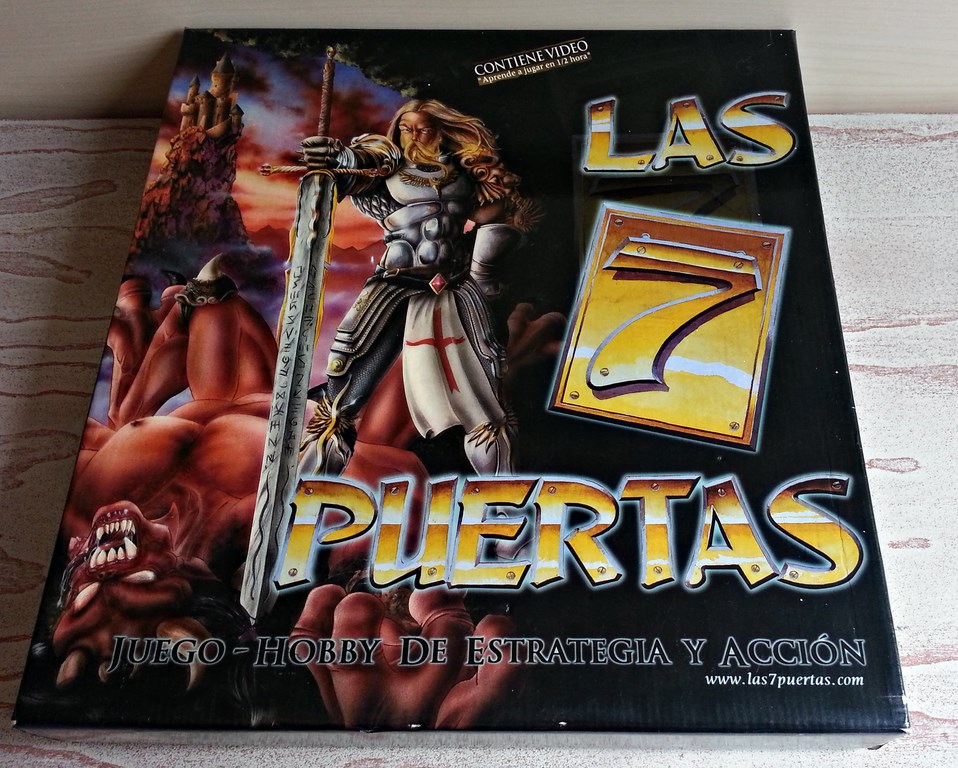 CONTIENE VIDEO
"Aprende a jugar en 1/2 hora"
LAS
7
PUERTAS
JUEGO - HOBBY DE ESTRATEGIA Y ACCIÓN
www.las7puertas.com